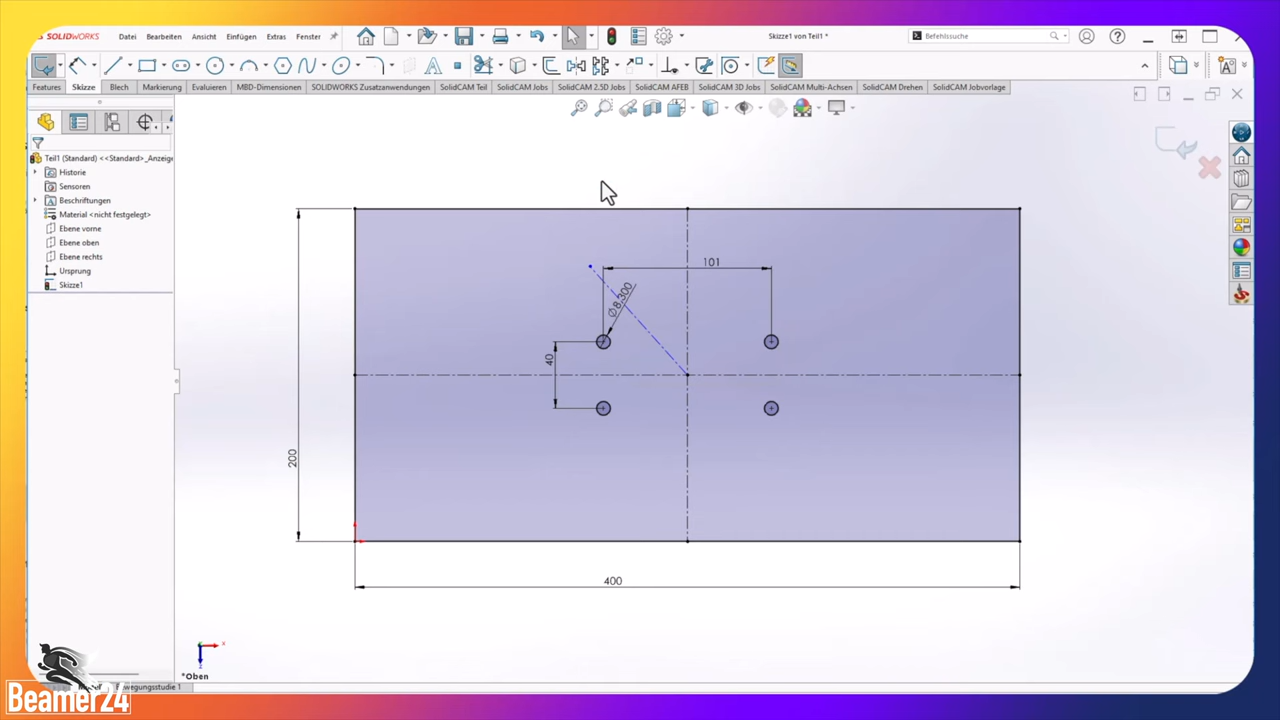 SOLIDWORKS Datei Bearbeiten Ansicht Einfügen Extras Fenster Skizze1 von Teil1 * Befehlssuche
Features Skizze Blech Markierung Evaluieren MBD-Dimensionen SOLIDWORKS Zusatzanwendungen SolidCAM Teil SolidCAM Jobs SolidCAM 2.5D Jobs SolidCAM AFEB SolidCAM 3D Jobs SolidCAM Multi-Achsen SolidCAM Drehen SolidCAM Jobvorlage
Teil1 (Standard) <<Standard>_Anzeige
Historie
Sensoren
Beschriftungen
Material <nicht festgelegt>
Ebene vorne
Ebene oben
Ebene rechts
Ursprung
Skizze1
101
Ø8,300
40
200
400
*Oben
Bewegungsstudie 1
Beamer24